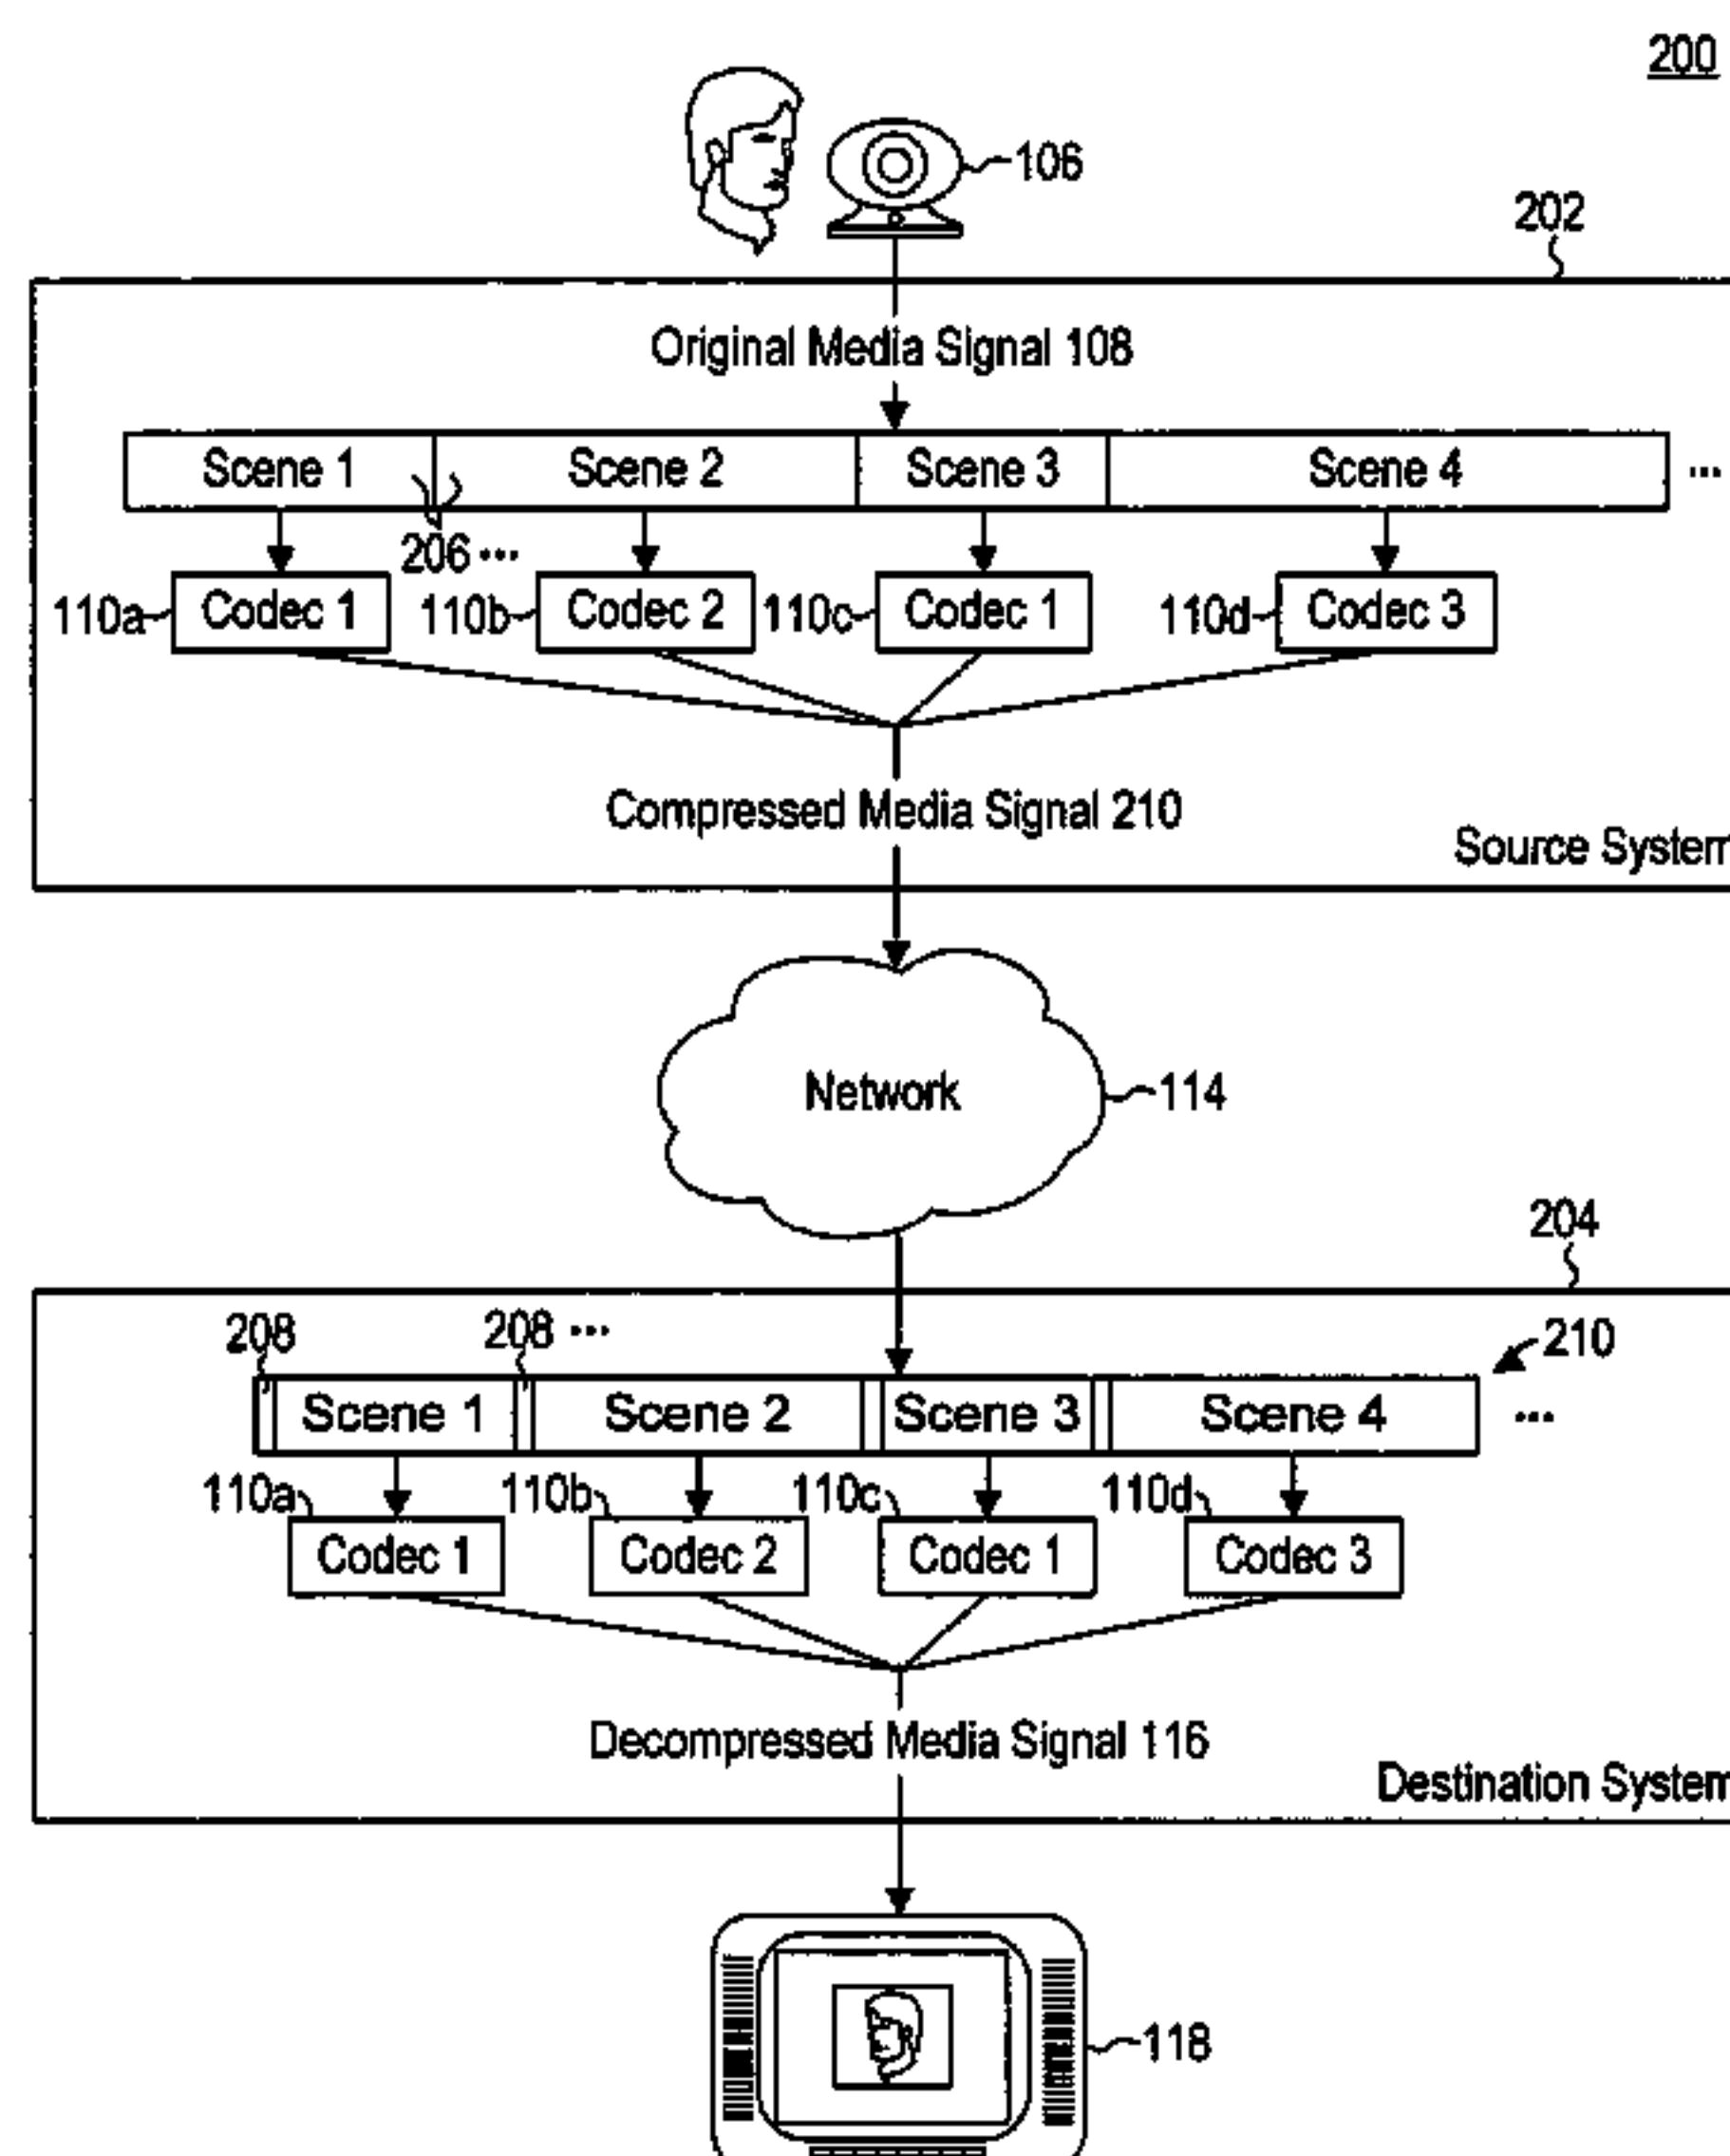 200
106
202
Original Media Signal 108
Scene 1 Scene 2 Scene 3 Scene 4 ...
206 ...
110a Codec 1 110b Codec 2 110c Codec 1 110d Codec 3
Compressed Media Signal 210
Source System
Network 114
204
208 208 ... 210
Scene 1 Scene 2 Scene 3 Scene 4 ...
110a 110b 110c 110d
Codec 1 Codec 2 Codec 1 Codec 3
Decompressed Media Signal 116
Destination System
118